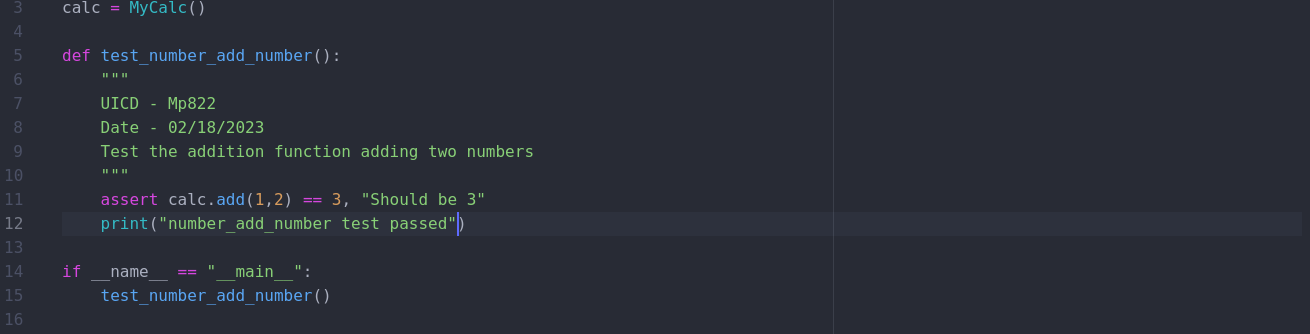 3 calc = MyCalc()
4
5 def test_number_add_number():
6     """
7     UICD - Mp822
8     Date - 02/18/2023
9     Test the addition function adding two numbers
10     """
11     assert calc.add(1,2) == 3, "Should be 3"
12     print("number_add_number test passed")
13
14 if __name__ == "__main__":
15     test_number_add_number()
16